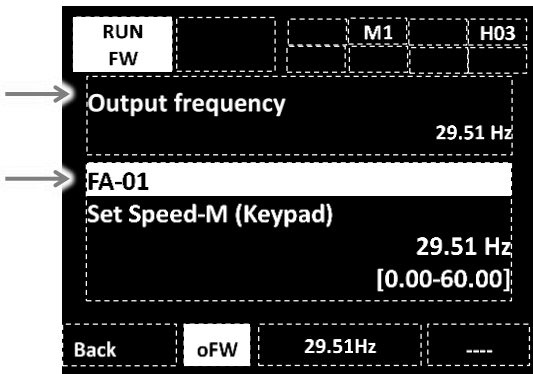 RUN
FW
M1
H03
Output frequency
29.51 Hz
FA-01
Set Speed-M (Keypad)
29.51 Hz
[0.00-60.00]
Back
oFW
29.51Hz
----